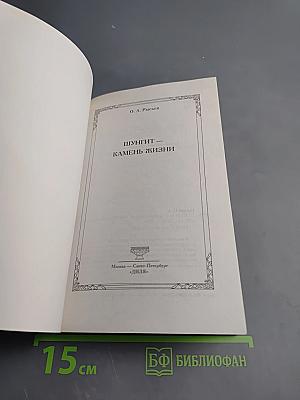 О. А. Рысьев
ШУНГИТ —
КАМЕНЬ ЖИЗНИ
Москва — Санкт-Петербург
«ДИЛЯ»
15 см
БФ БИБЛИОФАН